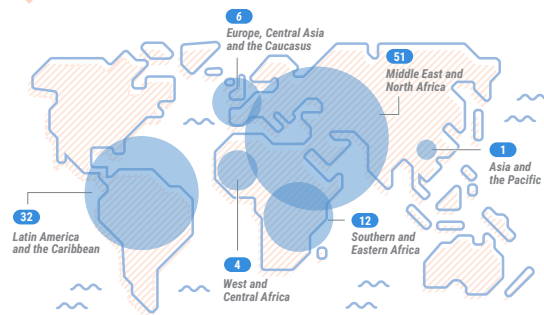 6
Europe, Central Asia
and the Caucasus
51
Middle East and
North Africa
1
Asia and
the Pacific
32
Latin America
and the Caribbean
12
Southern and
Eastern Africa
4
West and
Central Africa